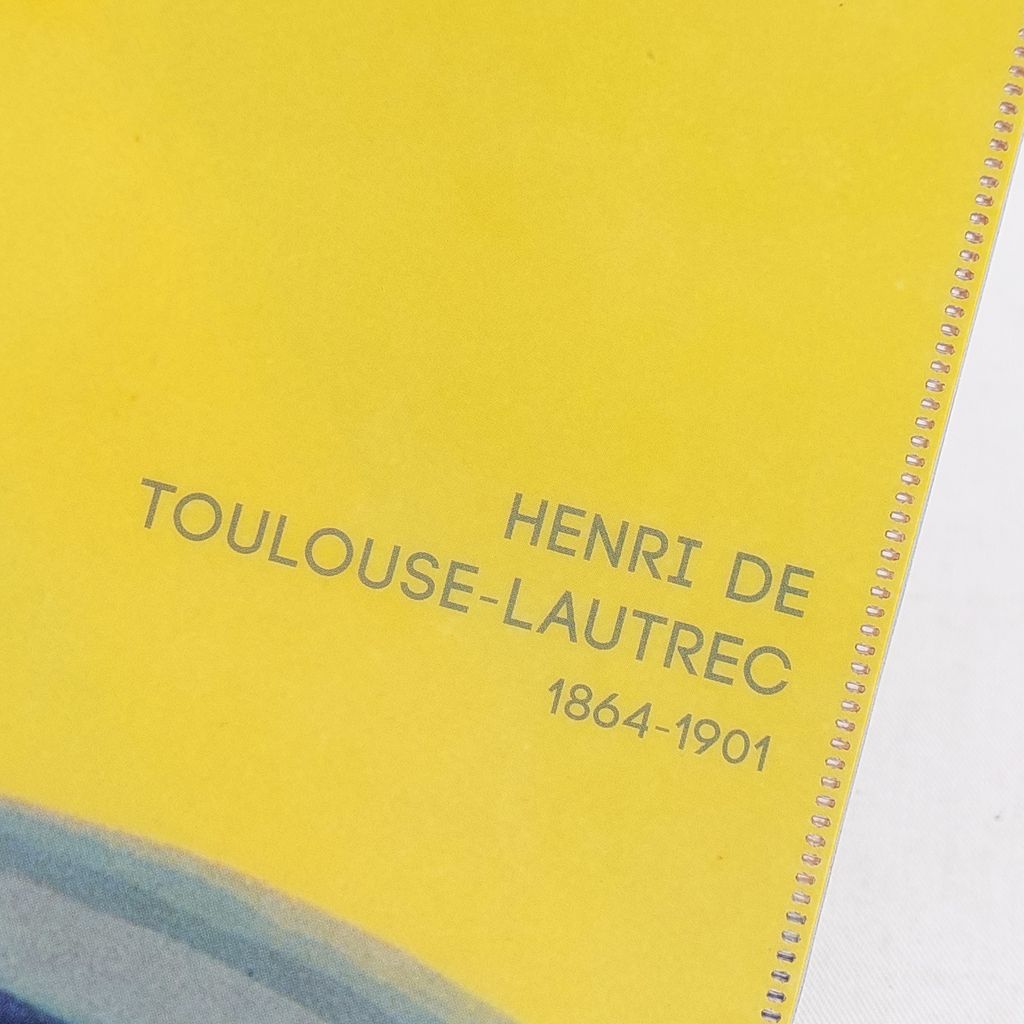 HENRI DE
TOULOUSE-LAUTREC
1864-1901